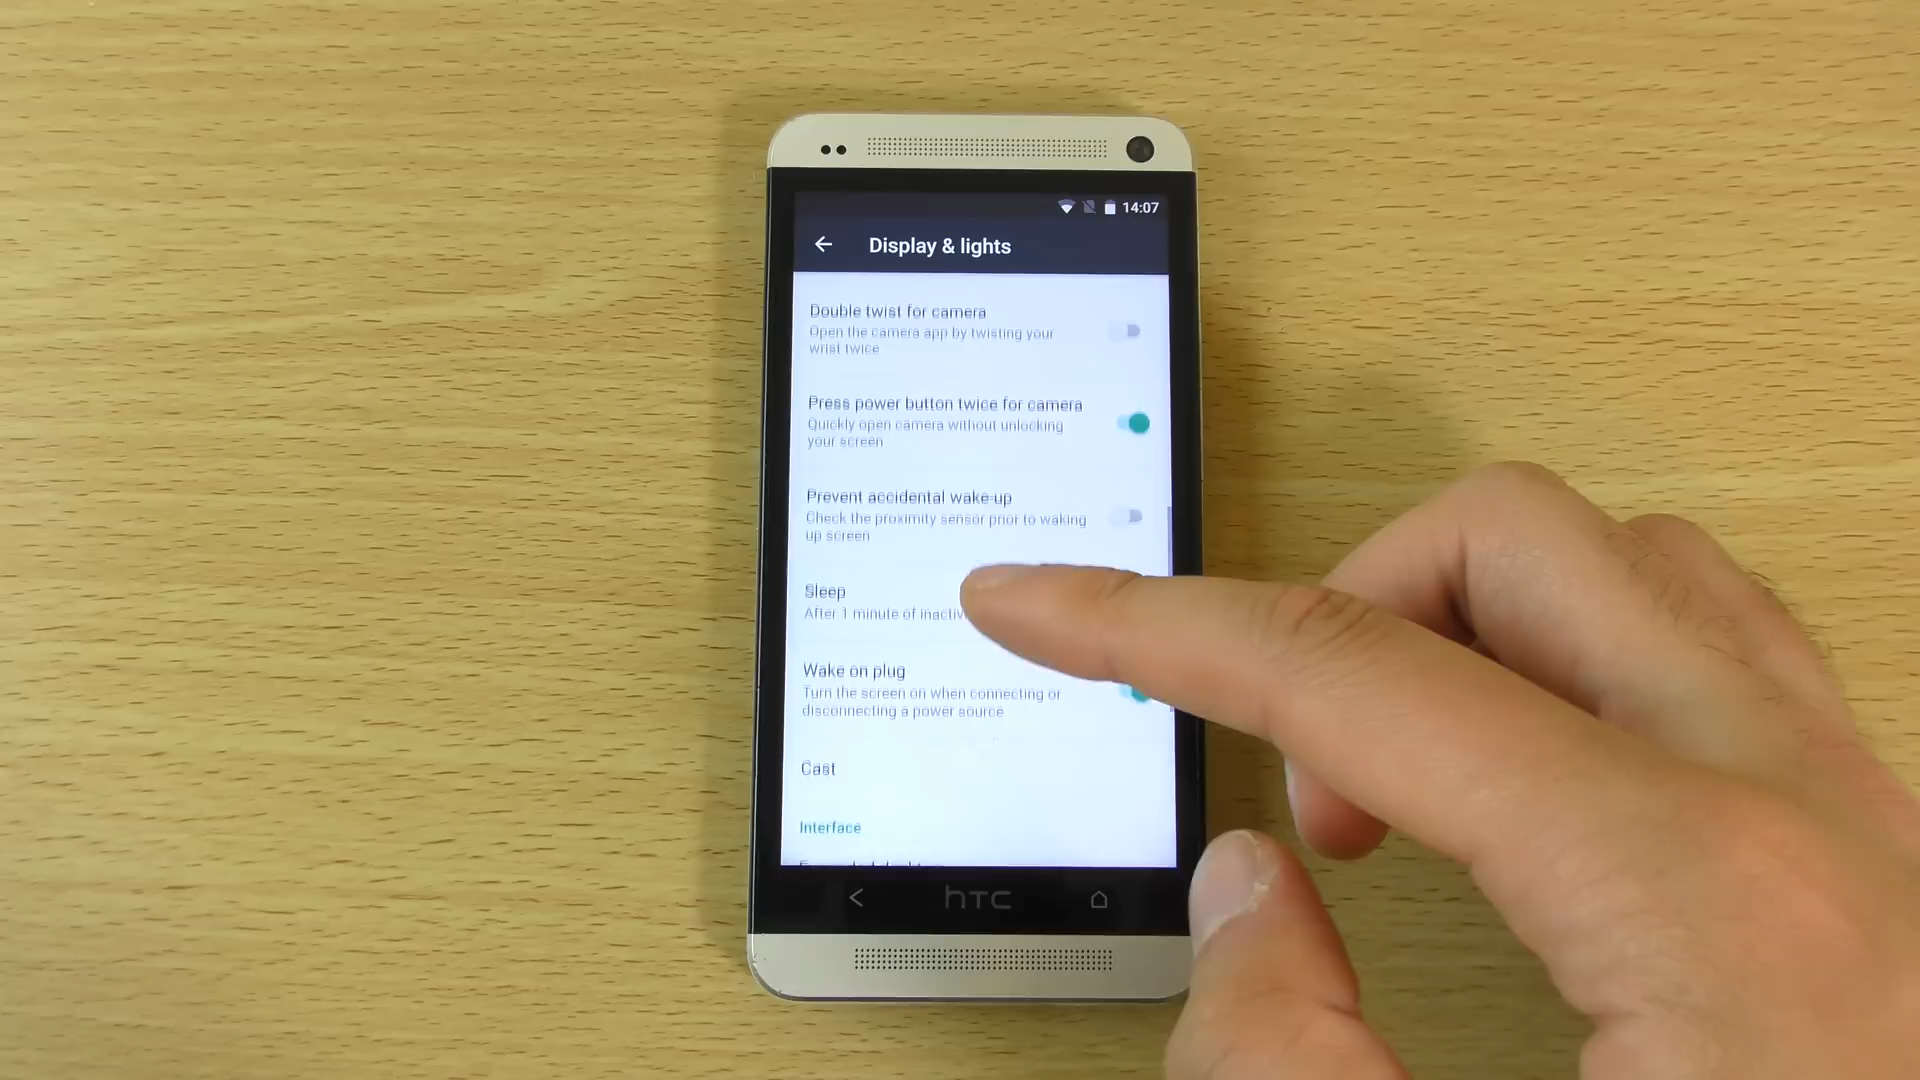 14:07
Display & lights
Double twist for camera
Open the camera app by twisting your
wrist twice
Press power button twice for camera
Quickly open camera without unlocking
your screen
Prevent accidental wake-up
Check the proximity sensor prior to waking
up screen
Sleep
After 1 minute of
Wake on plug
Turn the screen on when connecting or
disconnecting a power source
Cast
Interface
hTC